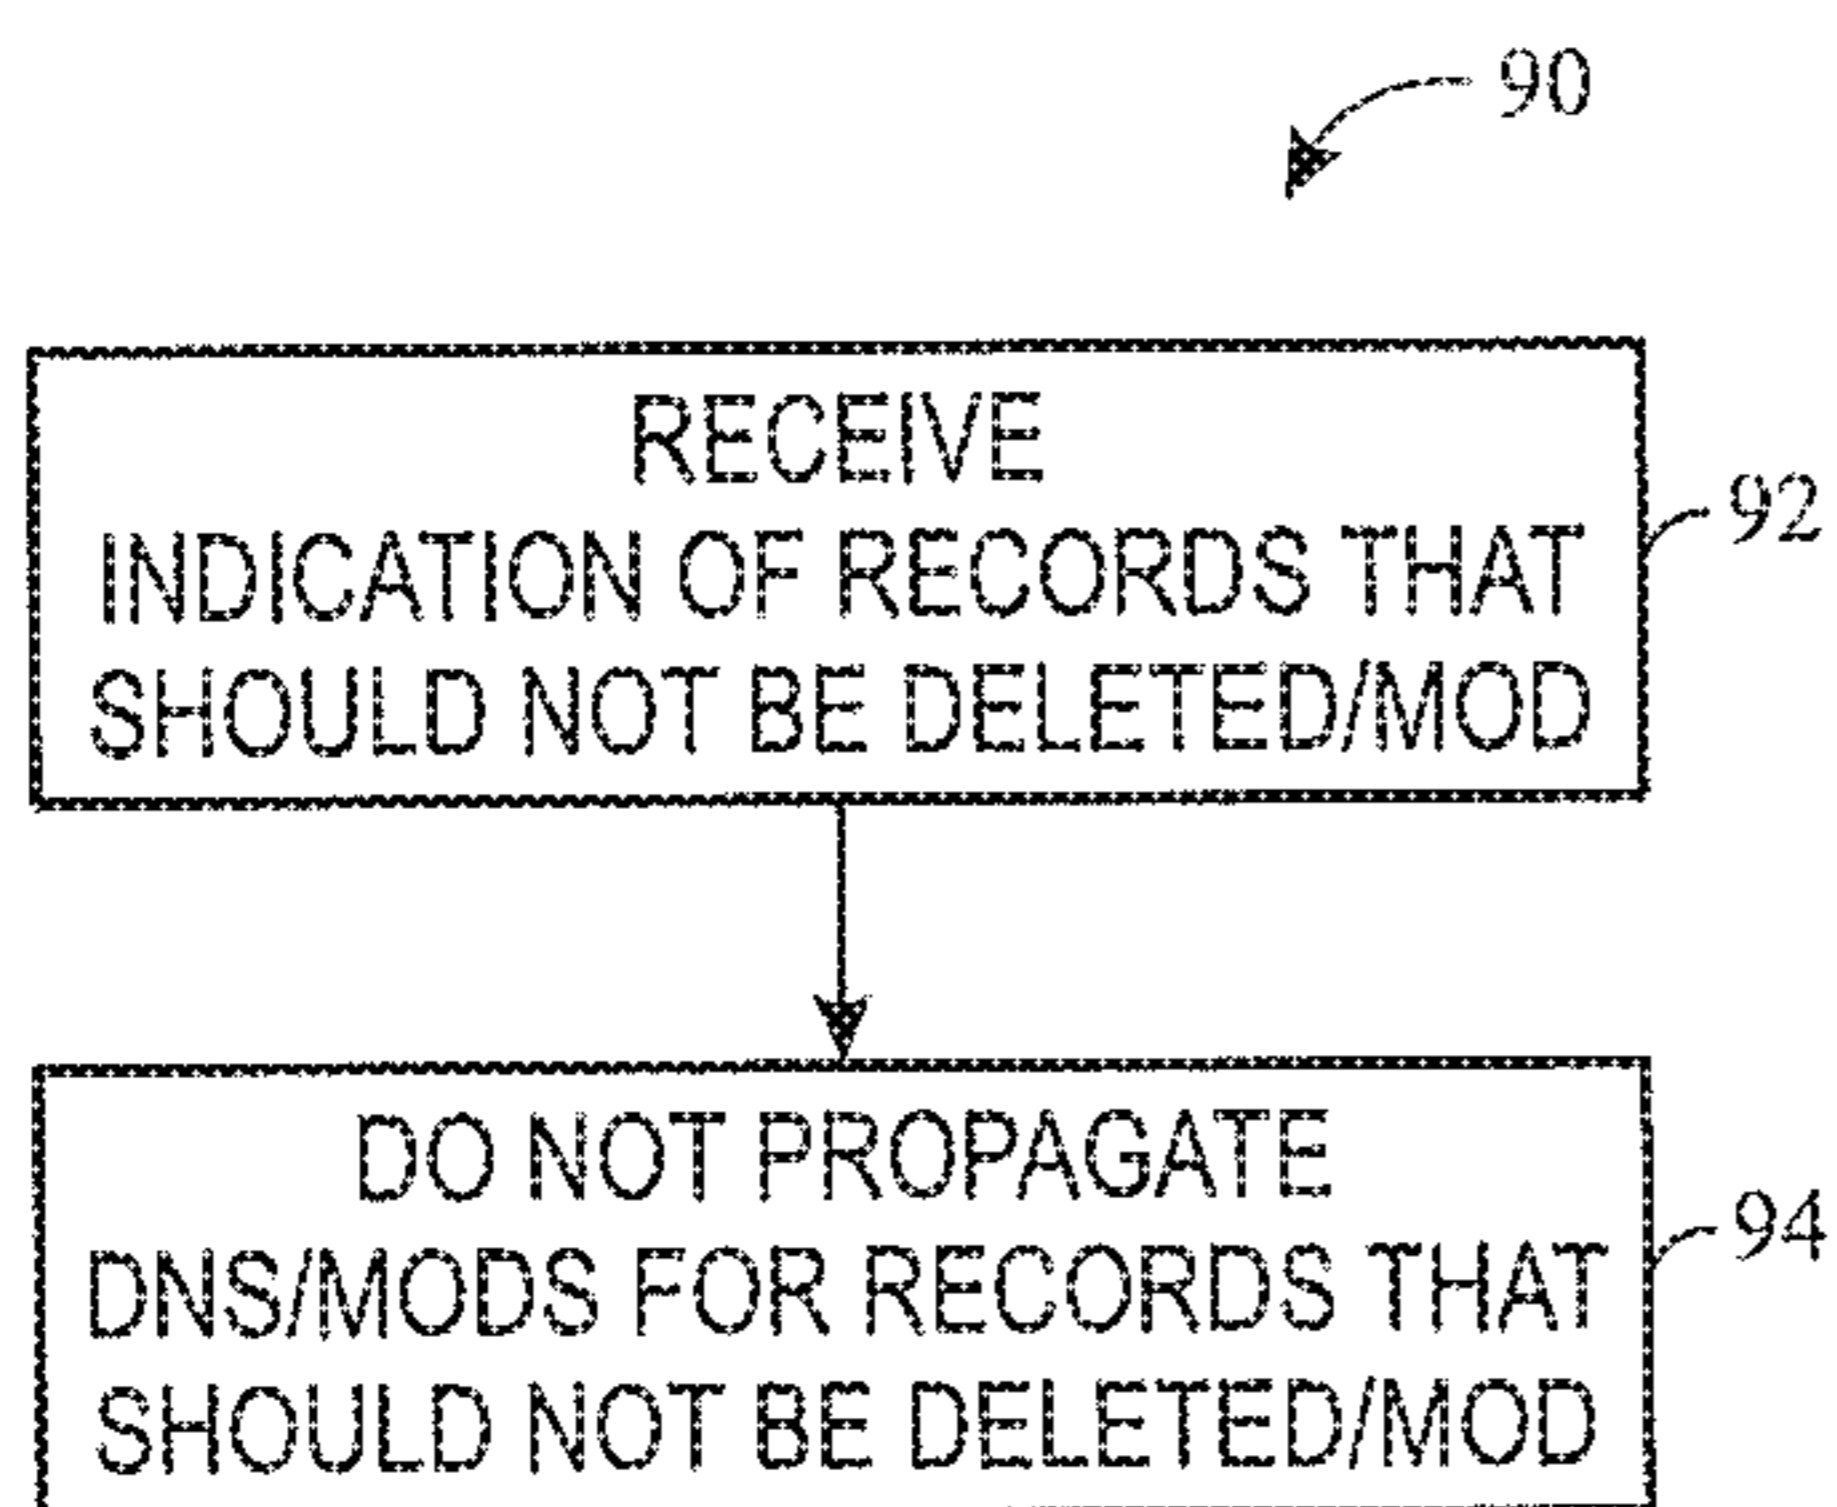 90
RECEIVE
INDICATION OF RECORDS THAT
SHOULD NOT BE DELETED/MOD
92
DO NOT PROPAGATE
DNS/MODS FOR RECORDS THAT
SHOULD NOT BE DELETED/MOD
94